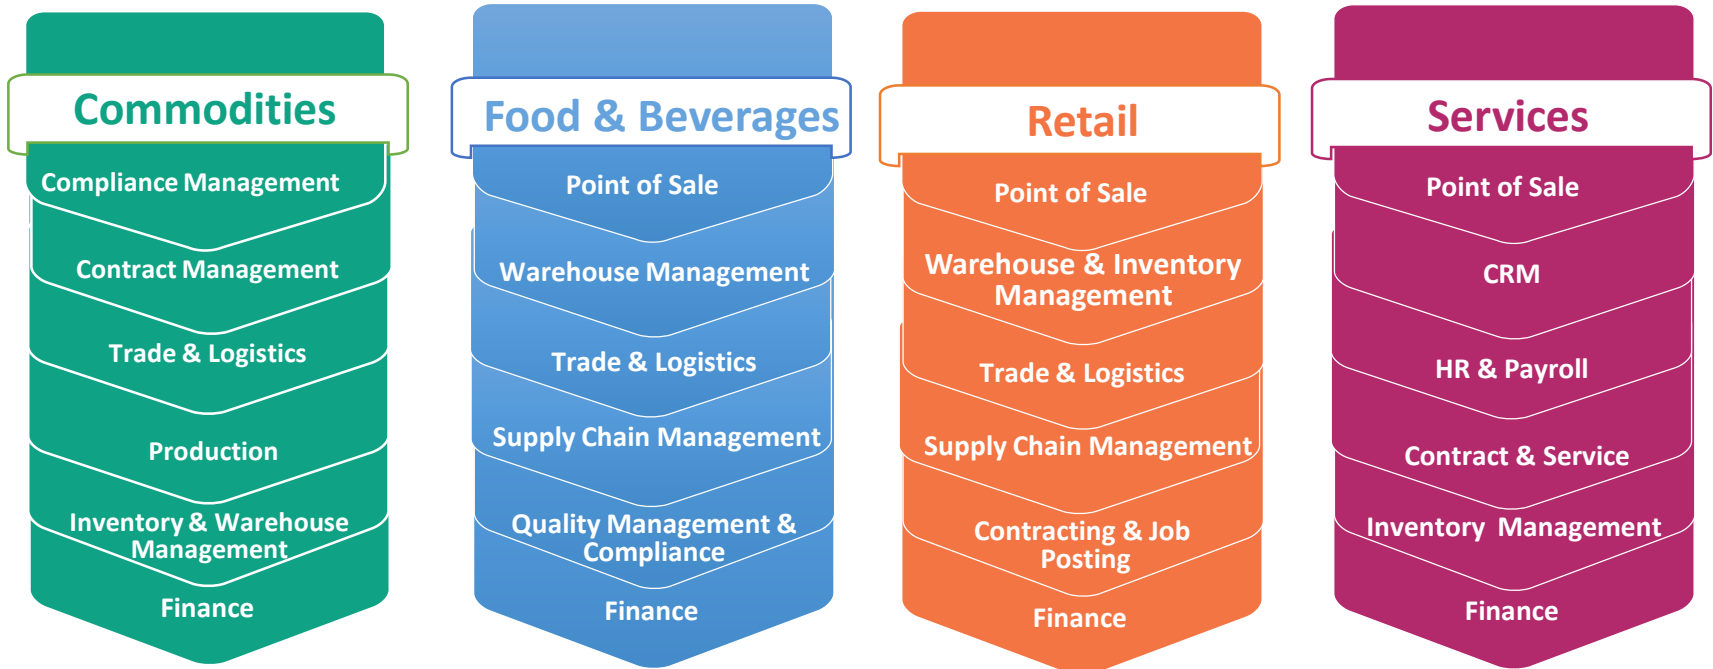 Commodities
Compliance Management
Contract Management
Trade & Logistics
Production
Inventory & Warehouse
Management
Finance
Food & Beverages
Point of Sale
Warehouse Management
Trade & Logistics
Supply Chain Management
Quality Management &
Compliance
Finance
Retail
Point of Sale
Warehouse & Inventory
Management
Trade & Logistics
Supply Chain Management
Contracting & Job
Posting
Finance
Services
Point of Sale
CRM
HR & Payroll
Contract & Service
Inventory  Management
Finance